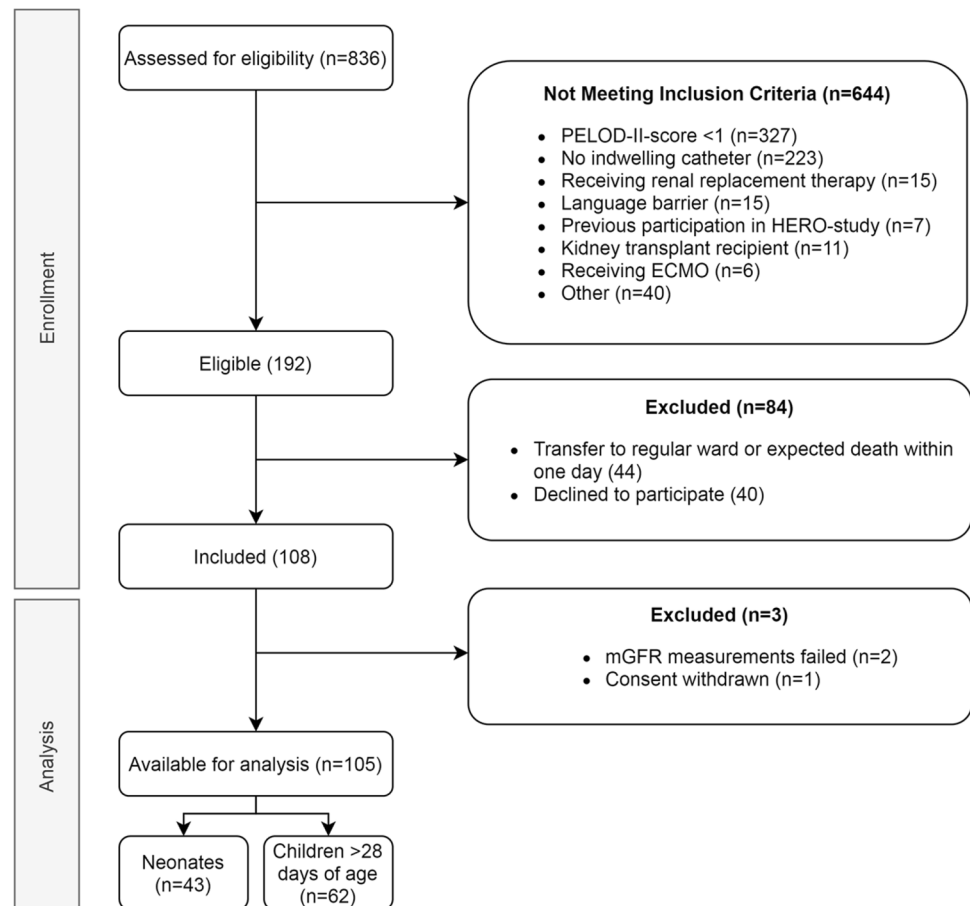 Enrollment
Assessed for eligibility (n=836)
Not Meeting Inclusion Criteria (n=644)
• PELOD-II-score <1 (n=327)
• No indwelling catheter (n=223)
• Receiving renal replacement therapy (n=15)
• Language barrier (n=15)
• Previous participation in HERO-study (n=7)
• Kidney transplant recipient (n=11)
• Receiving ECMO (n=6)
• Other (n=40)
Eligible (192)
Excluded (n=84)
• Transfer to regular ward or expected death within
one day (44)
• Declined to participate (40)
Included (108)
Analysis
Excluded (n=3)
• mGFR measurements failed (n=2)
• Consent withdrawn (n=1)
Available for analysis (n=105)
Neonates
(n=43)
Children >28
days of age
(n=62)